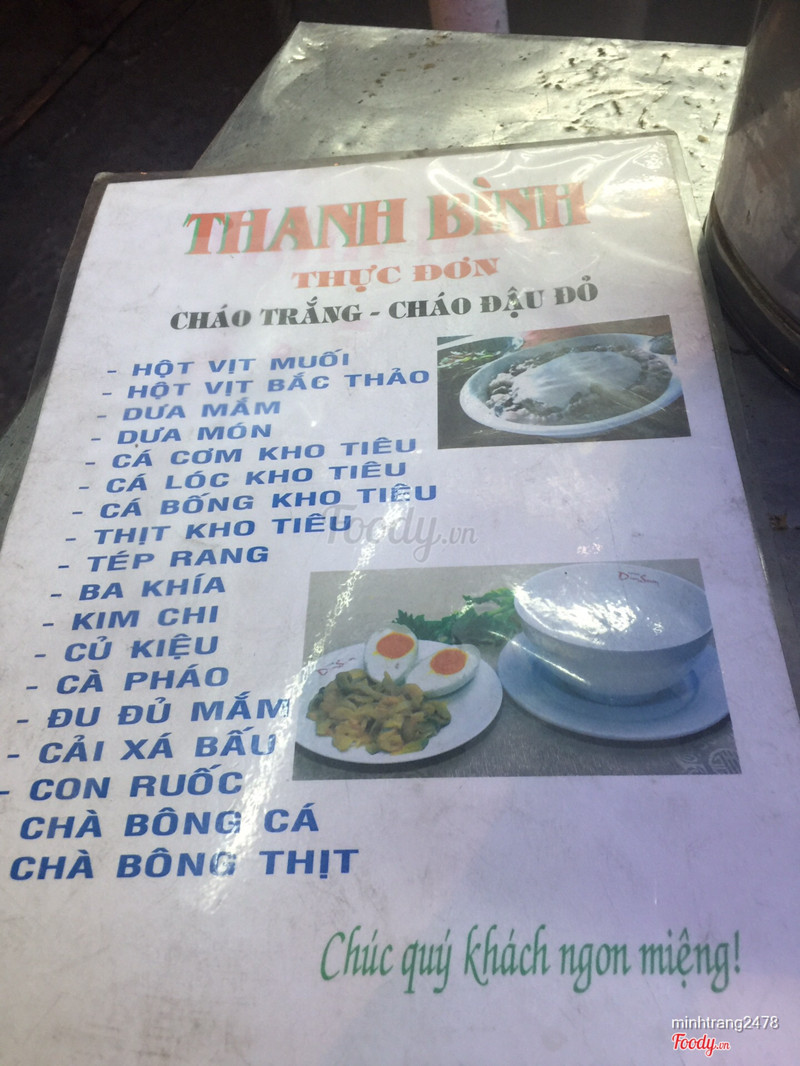 THANH BÌNH
THỰC ĐƠN
CHÁO TRẮNG - CHÁO ĐẬU ĐỎ
- HỘT VỊT MUỐI
- HỘT VỊT BẮC THẢO
- DƯA MẮM
- DƯA MÓN
- CÁ CƠM KHO TIÊU
- CÁ LÓC KHO TIÊU
- CÁ BỐNG KHO TIÊU
- THỊT KHO TIÊU
- TÉP RANG
- BA KHÍA
- KIM CHI
- CỦ KIỆU
- CÀ PHÁO
- ĐU ĐỦ MẮM
- CẢI XÁ BẤU
- CON RUỐC
CHÀ BÔNG CÁ
CHÀ BÔNG THỊT
Foody.vn
Chúc quý khách ngon miệng!
minhtrang2478
Foody.vn